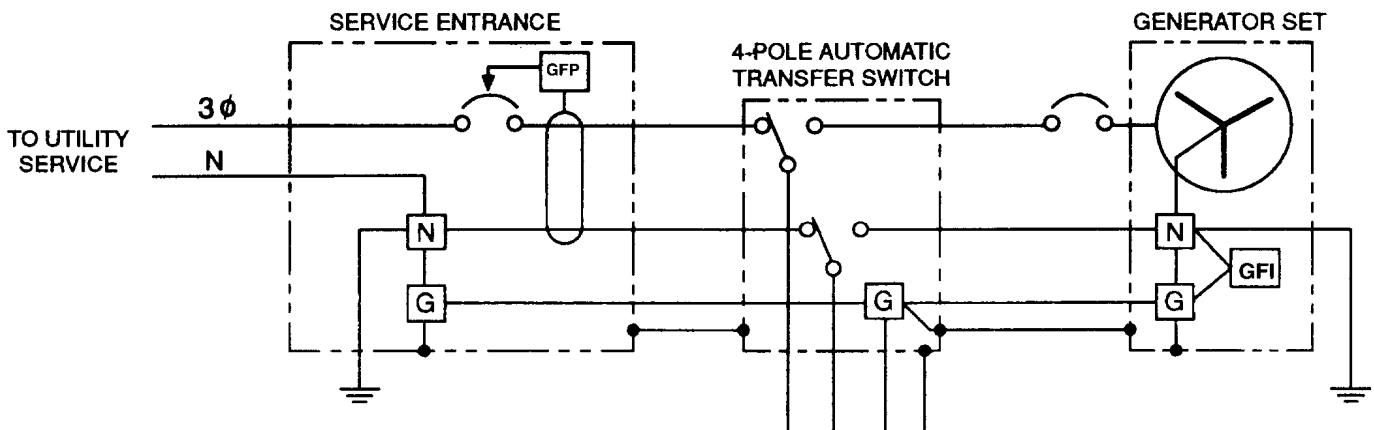 SERVICE ENTRANCE
GENERATOR SET
4-POLE AUTOMATIC
TRANSFER SWITCH
GFP
3ϕ
TO UTILITY
SERVICE
N
N
N
GFI
G
G
G